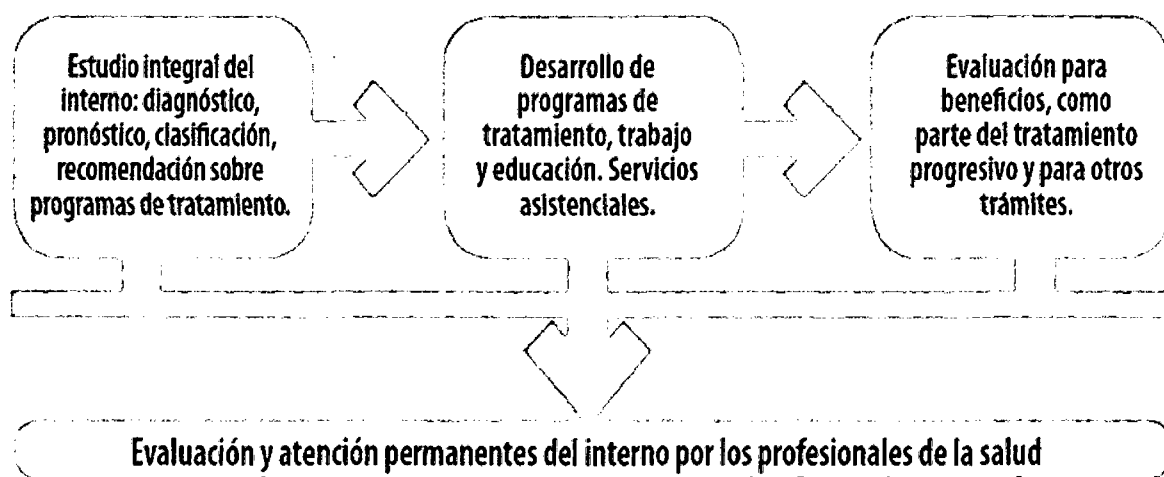 Estudio integral del
interno: diagnóstico,
pronóstico, clasificación,
recomendación sobre
programas de tratamiento.
Desarrollo de
programas de
tratamiento, trabajo
y educación. Servicios
asistenciales.
Evaluación para
beneficios, como
parte del tratamiento
progresivo y para otros
trámites.
Evaluación y atención permanentes del interno por los profesionales de la salud